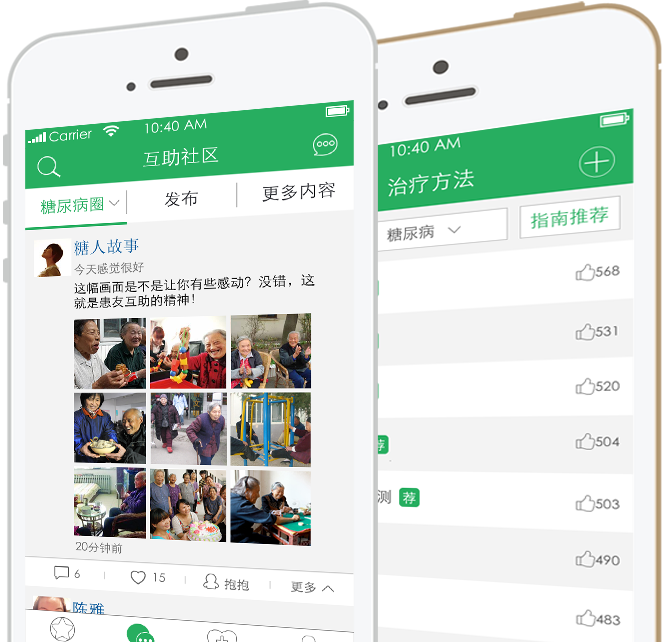 Carrier
10:40 AM
互助社区
糖尿病圈
发布
更多内容
糖人故事
今天感觉很好
这幅画面是不是让你有些感动？没错，这
就是患友互助的精神！
20分钟前
6
15
抱抱
更多
陈雅
10:40 AM
治疗方法
糖尿病
指南推荐
568
531
520
荐
504
测
荐
503
490
483